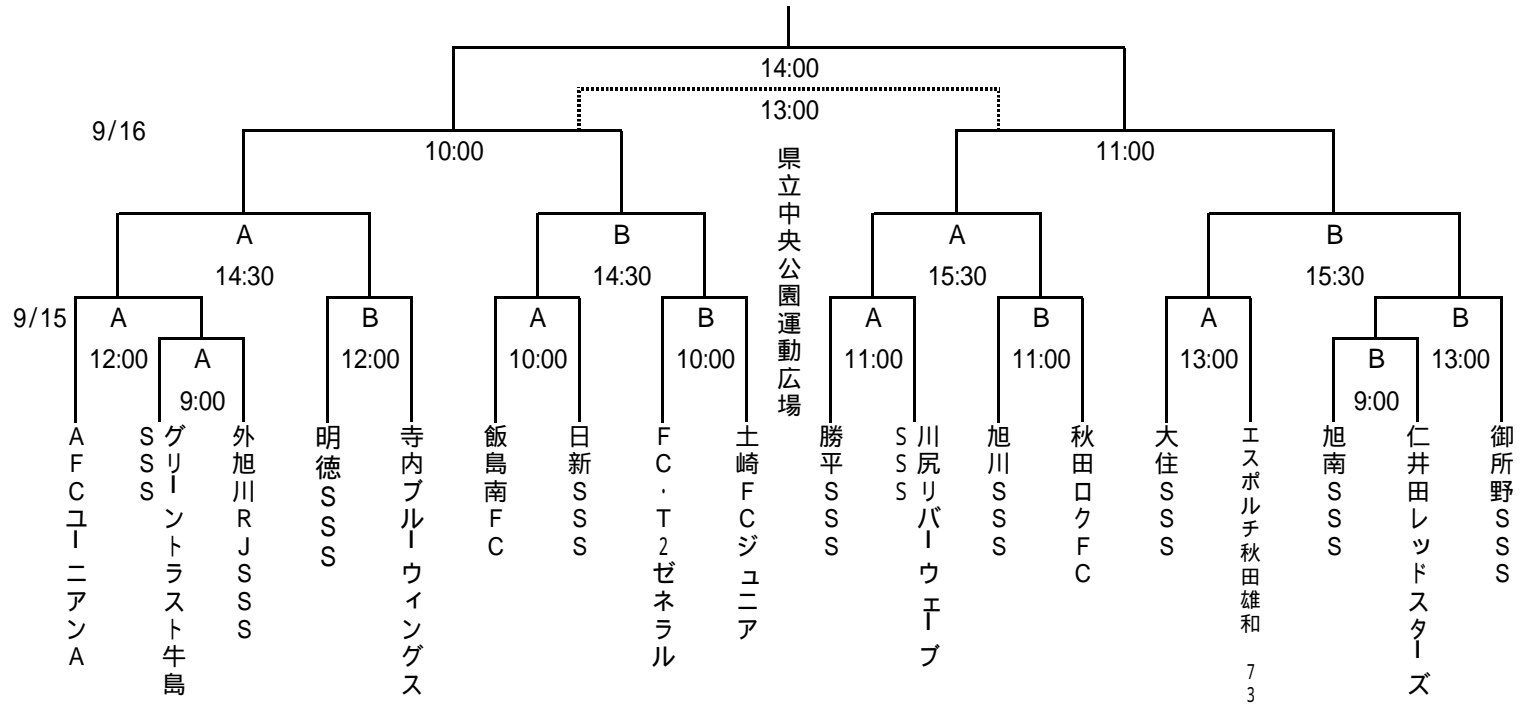 14:00
13:00
9/16
10:00
11:00
県立中央公園運動広場
A
B
A
B
14:30
14:30
15:30
15:30
9/15
A
B
A
B
A
B
A
B
12:00
12:00
10:00
10:00
11:00
11:00
13:00
13:00
A
B
9:00
9:00
AFCユーニアンA
グリーントラスト牛島
SSS
外旭川RJSSS
明徳SSS
寺内ブルーウィングス
飯島南FC
日新SSS
FC・T2ゼネラル
土崎FCジュニア
勝平SSS
川尻リバーウェーブ
SSS
旭川SSS
秋田ロクFC
大住SSS
エスポルチ秋田雄和 73
旭南SSS
仁井田レッドスターズ
御所野SSS